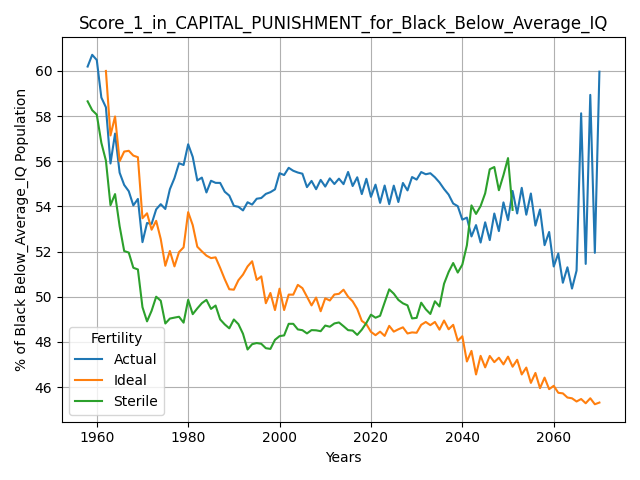 Score_1_in_CAPITAL_PUNISHMENT_for_Black_Below_Average_IQ
% of Black Below_Average_IQ Population
60
58
56
54
52
50
48
46
Fertility
Actual
Ideal
Sterile
1960
1980
2000
2020
2040
2060
Years